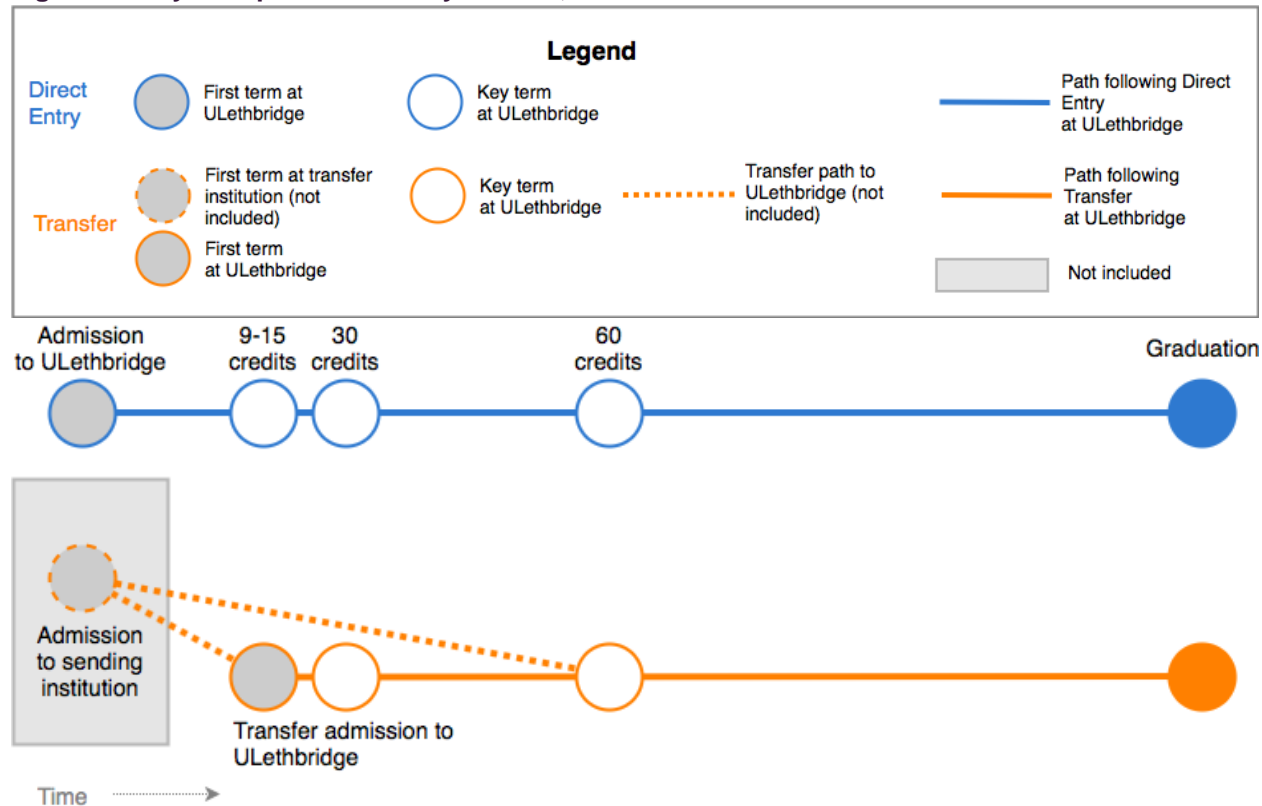 Legend
Direct
Entry
First term at
ULethbridge
Key term
at ULethbridge
Path following Direct
Entry
at ULethbridge
Transfer
First term at transfer
institution (not
included)
First term
at ULethbridge
Key term
at ULethbridge
Transfer path to
ULethbridge (not
included)
Path following
Transfer
at ULethbridge
Not included
Admission
to ULethbridge
9-15
credits
30
credits
60
credits
Graduation
Admission
to sending
institution
Transfer admission to
ULethbridge
Time